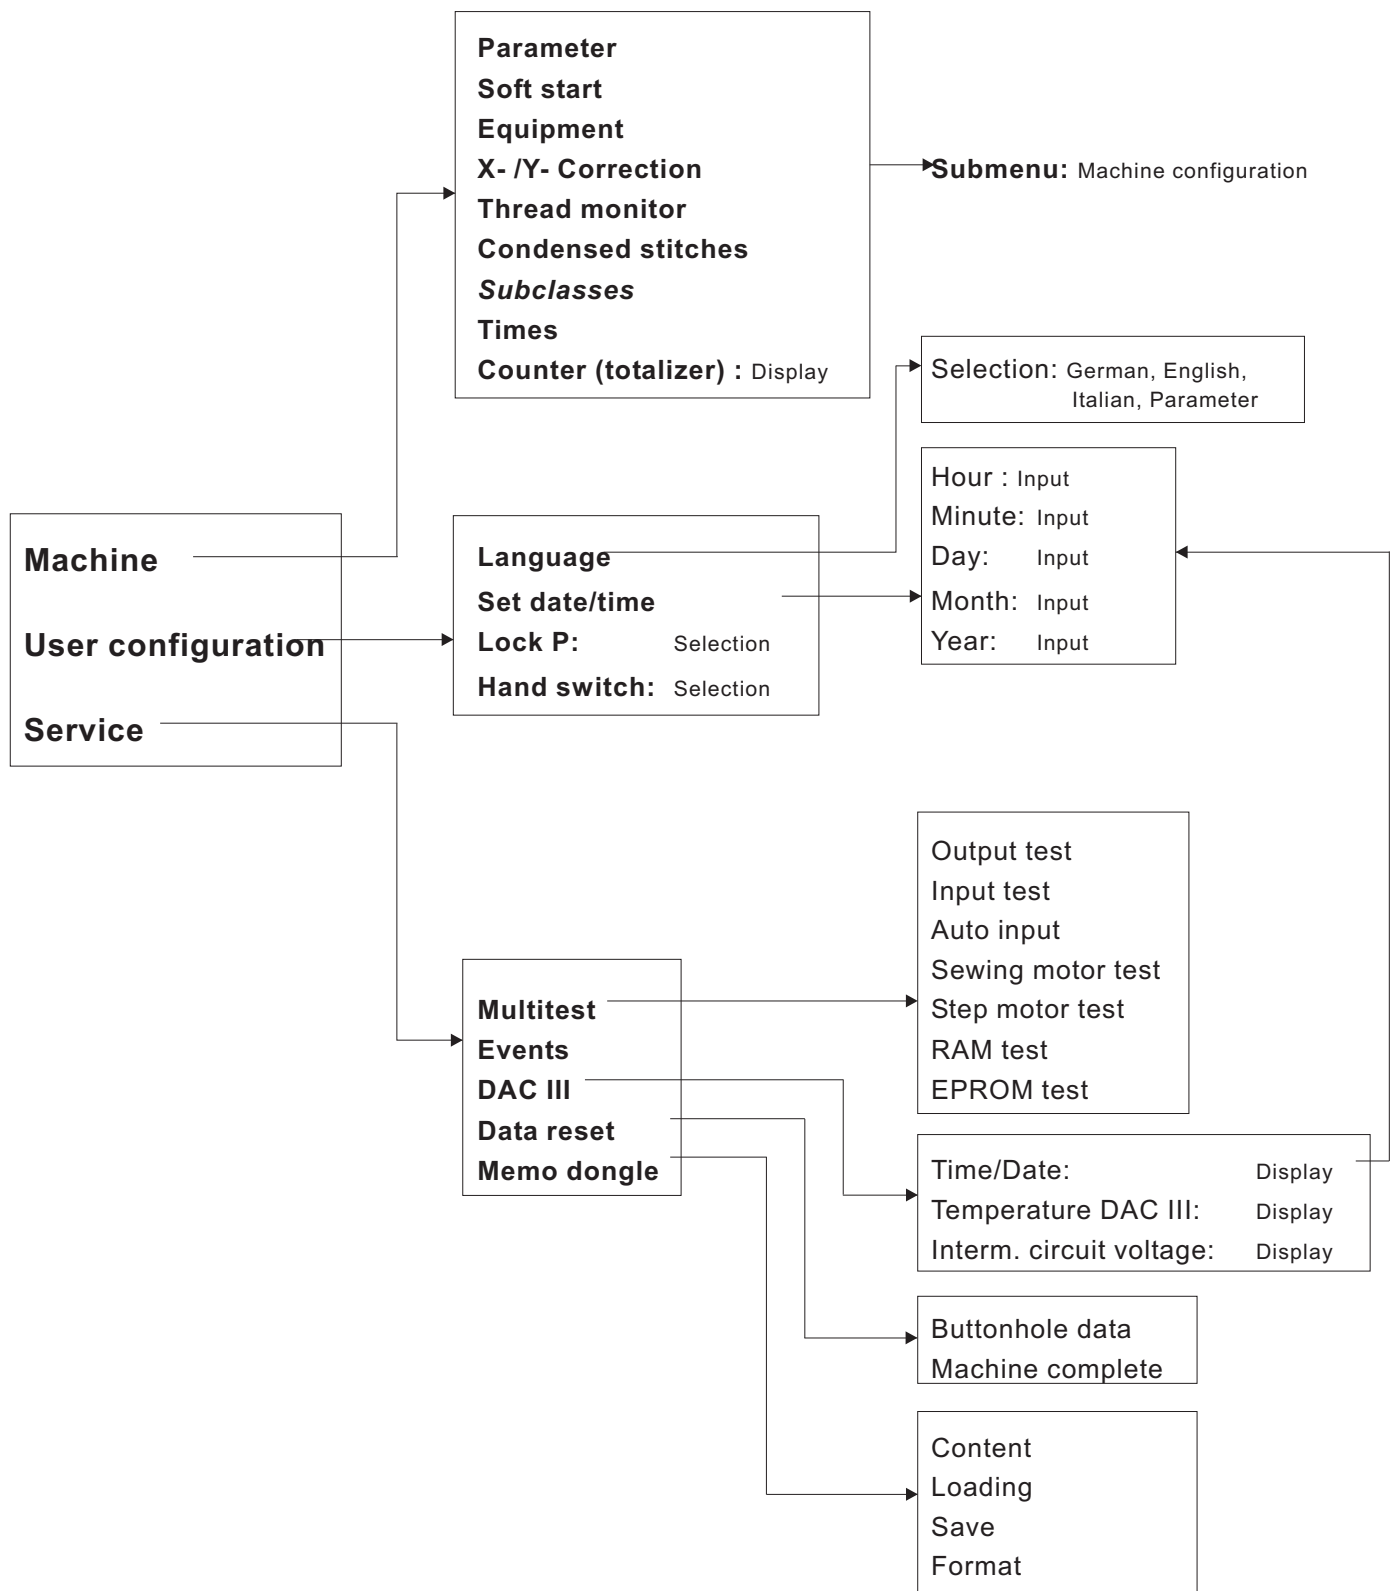 Parameter
Soft start
Equipment
X- /Y- Correction
Thread monitor
Condensed stitches
Subclasses
Times
Counter (totalizer) : Display
Submenu: Machine configuration
Selection: German, English,
Italian, Parameter
Hour : Input
Minute: Input
Day: Input
Month: Input
Year: Input
Machine
User configuration
Service
Language
Set date/time
Lock P: Selection
Hand switch: Selection
Output test
Input test
Auto input
Sewing motor test
Step motor test
RAM test
EPROM test
Multitest
Events
DAC III
Data reset
Memo dongle
Time/Date: Display
Temperature DAC III: Display
Interm. circuit voltage: Display
Buttonhole data
Machine complete
Content
Loading
Save
Format